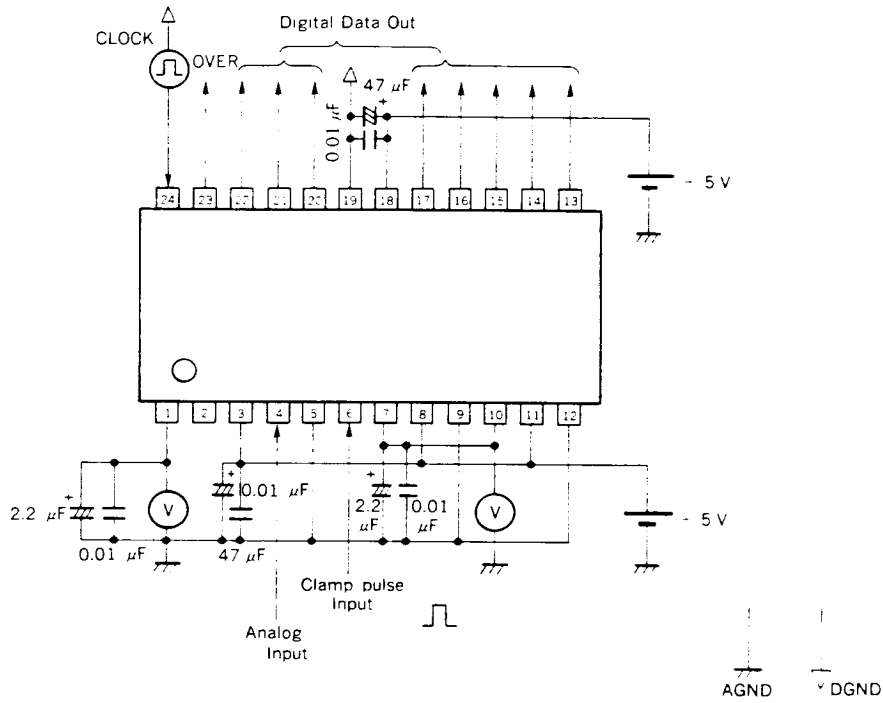 Digital Data Out
CLOCK
OVER
47 µF
+
0.01 µF
- 5 V
24 23 22 21 20 19 18 17 16 15 14 13
1 2 3 4 5 6 7 8 9 10 11 12
+
2.2 µF
0.01 µF
V
+
0.01 µF
47 µF
+
2.2 µF
0.01 µF
V
- 5 V
Clamp pulse
Input
Analog
Input
AGND
DGND